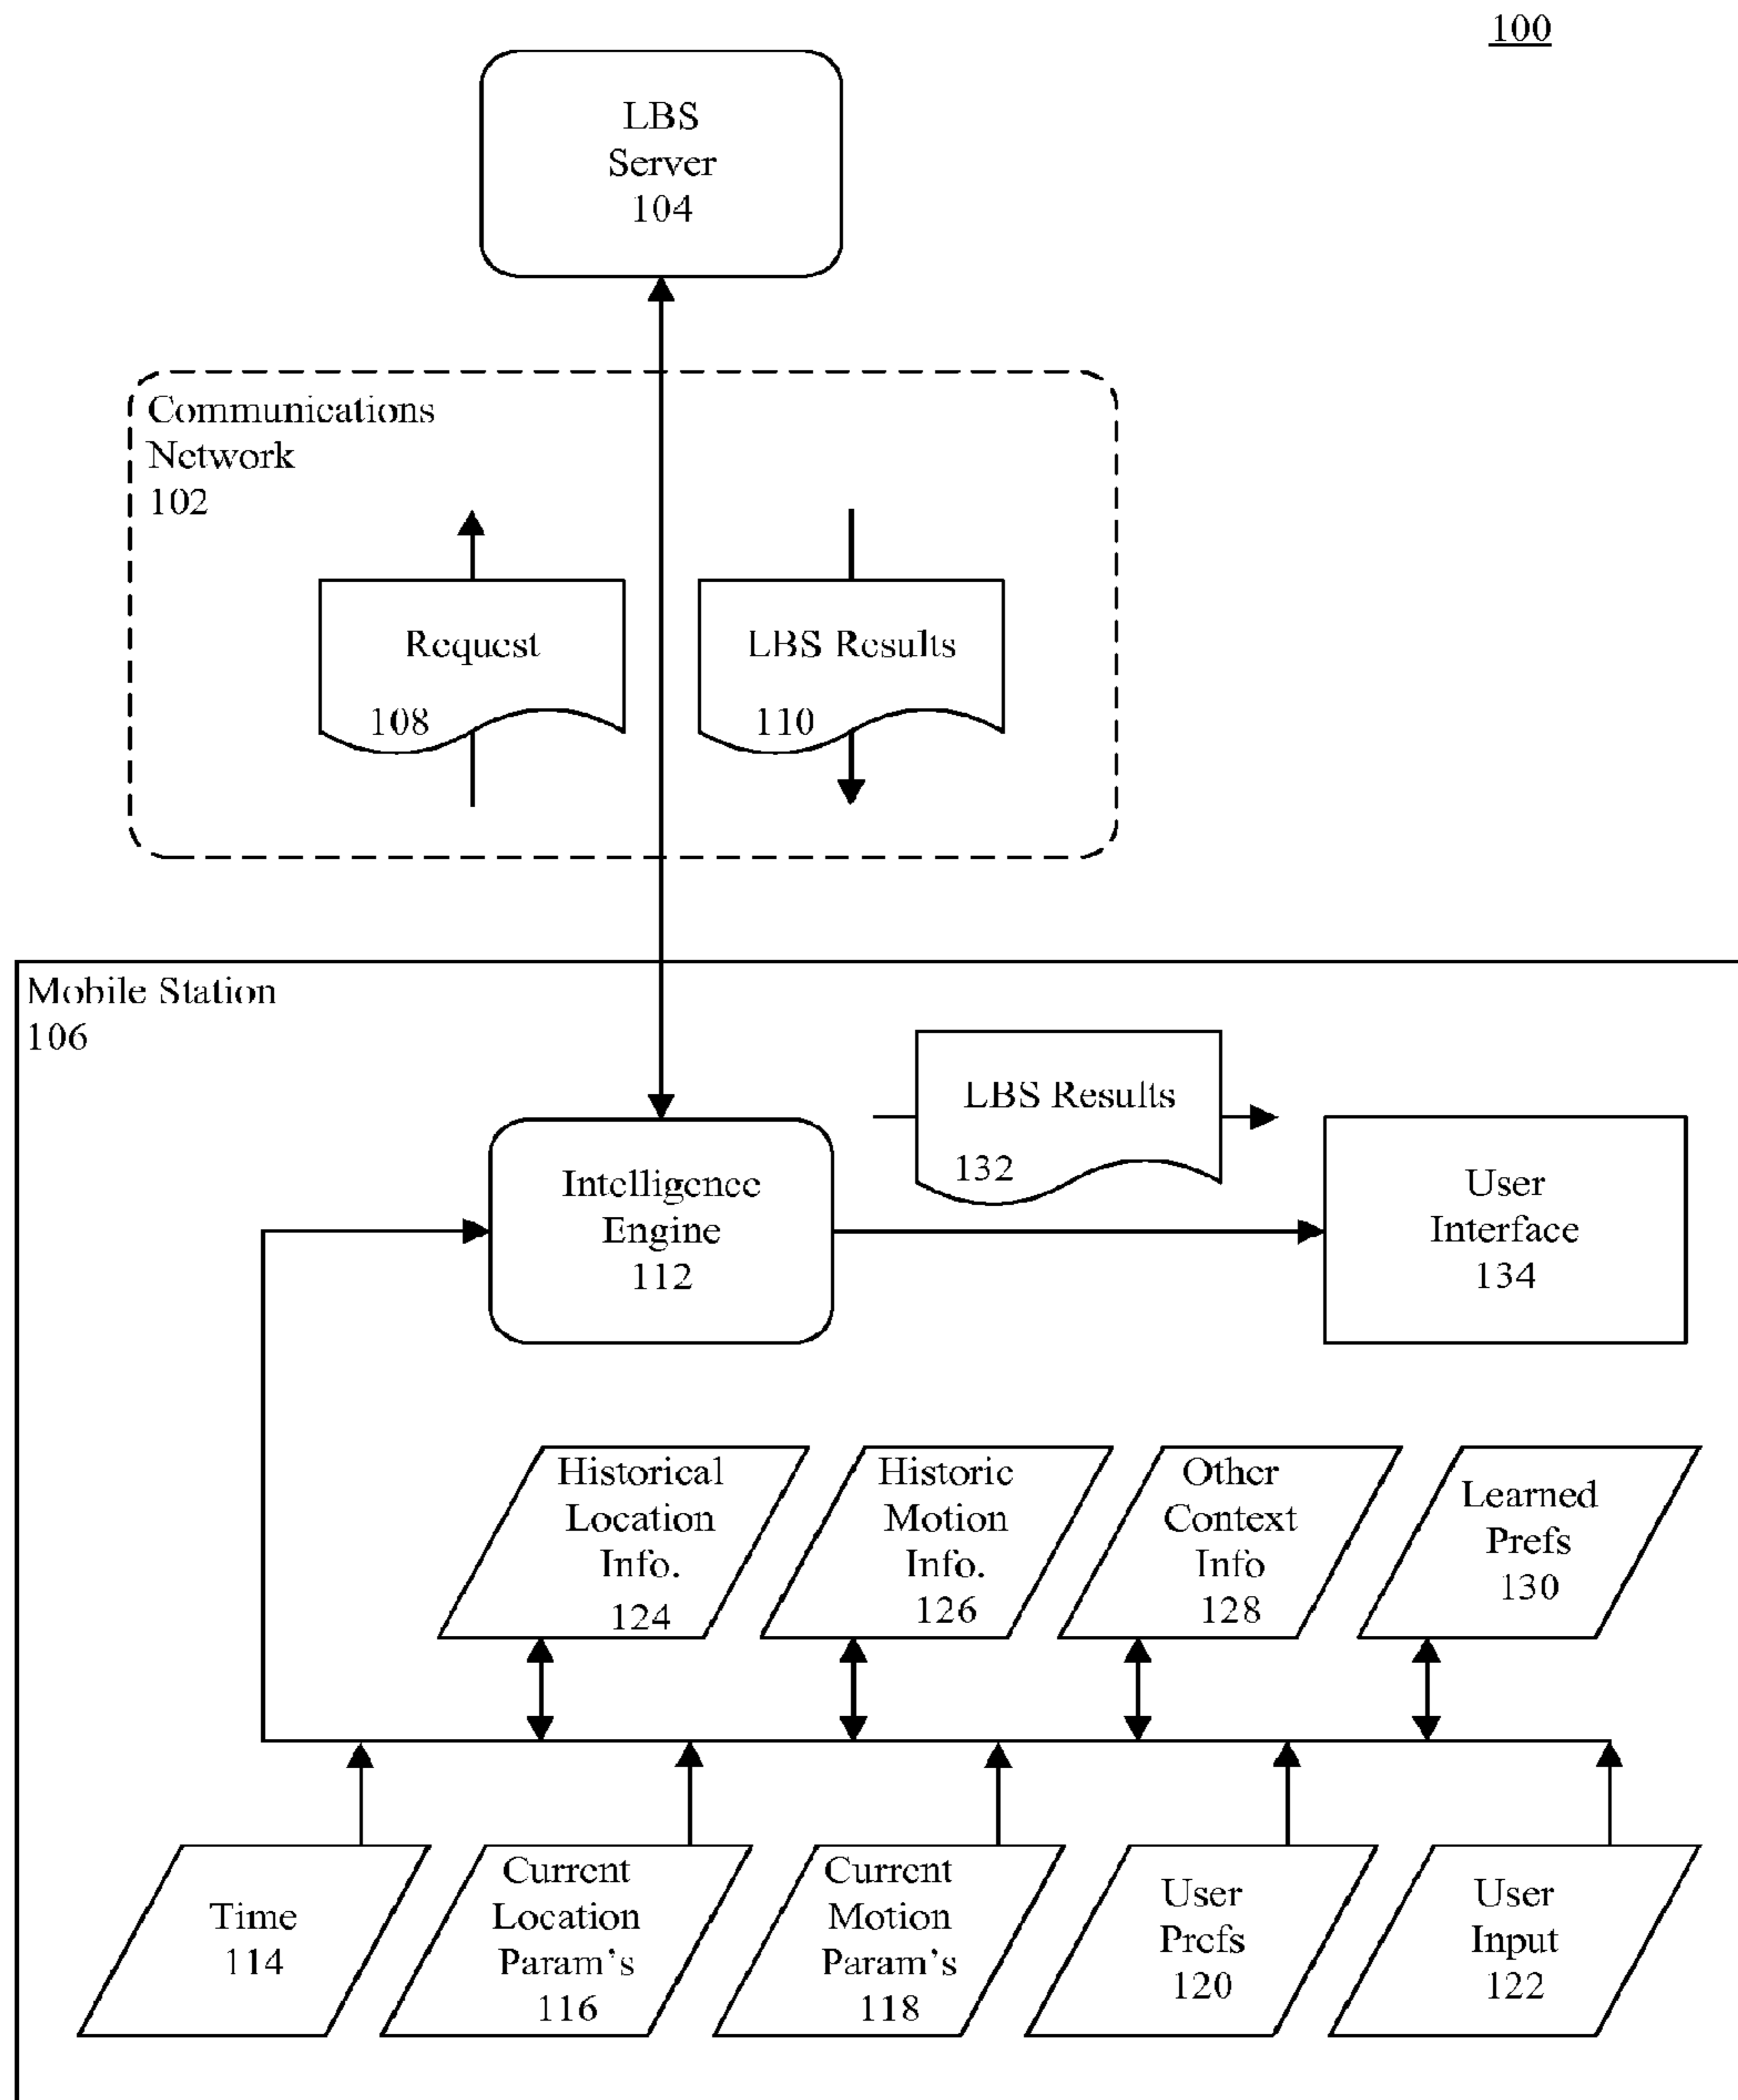 100
LBS
Server
104
Communications
Network
102
Request
108
LBS Results
110
Mobile Station
106
LBS Results
132
Intelligence
Engine
112
User
Interface
134
Historical
Location
Info.
124
Historic
Motion
Info.
126
Other
Context
Info
128
Learned
Prefs
130
Time
114
Current
Location
Param's
116
Current
Motion
Param's
118
User
Prefs
120
User
Input
122